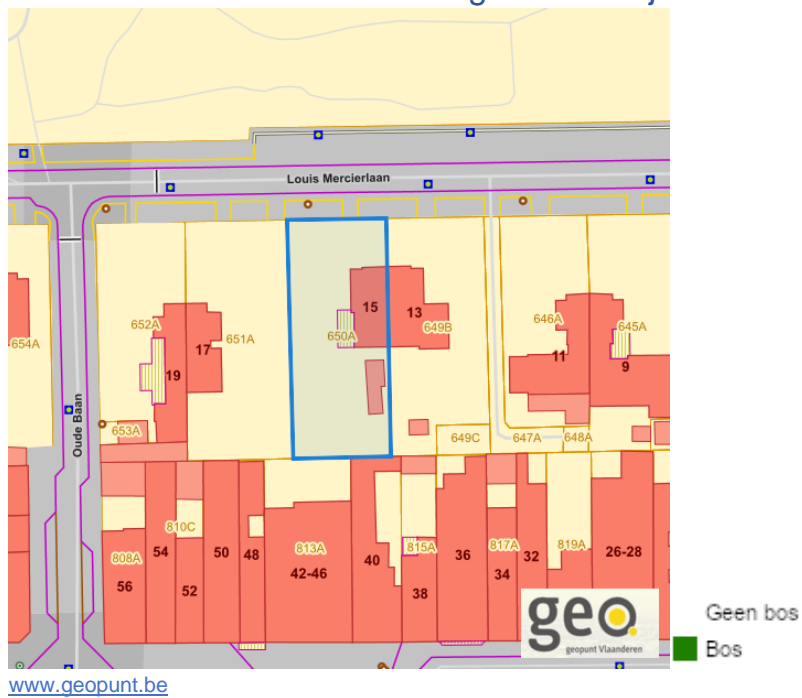 Louis Mercierlaan
Oude Baan
654A
652A
651A
650A
649B
646A
645A
19
17
15
13
11
9
653A
649C
647A
648A
810C
808A
813A
815A
817A
819A
56
54
52
50
48
42-46
40
38
36
34
32
26-28
geo
geopunt Vlaanderen
Geen bos
Bos
www.geopunt.be